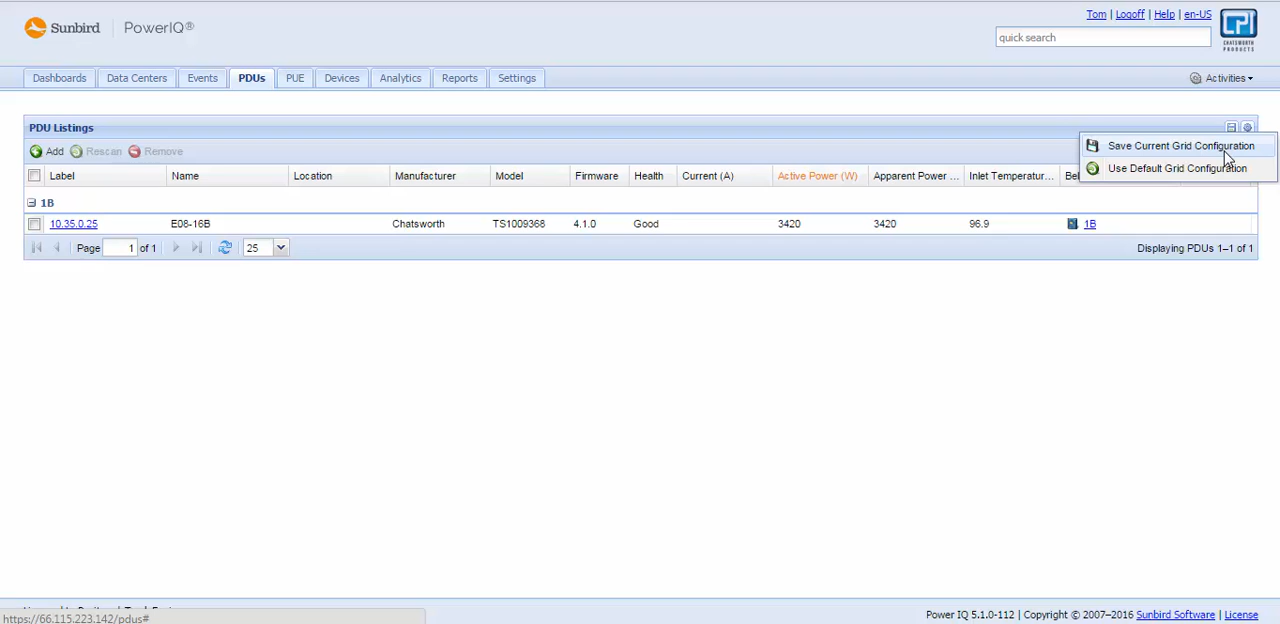 Sunbird PowerIQ®
Tom | Logoff | Help | en-US
quick search
CHATSWORTH
PRODUCTS
Dashboards Data Centers Events PDUs PUE Devices Analytics Reports Settings Activities
PDU Listings
Add Rescan Remove
Save Current Grid Configuration
Use Default Grid Configuration
Label Name Location Manufacturer Model Firmware Health Current (A) Active Power (W) Apparent Power ... Inlet Temperatur...
1B
10.35.0.25 E08-16B Chatsworth TS1009368 4.1.0 Good 3420 3420 96.9 1B
Page 1 of 1 25 Displaying PDUs 1–1 of 1
https://66.115.223.142/pdus#
Power IQ 5.1.0-112 | Copyright © 2007–2016 Sunbird Software | License